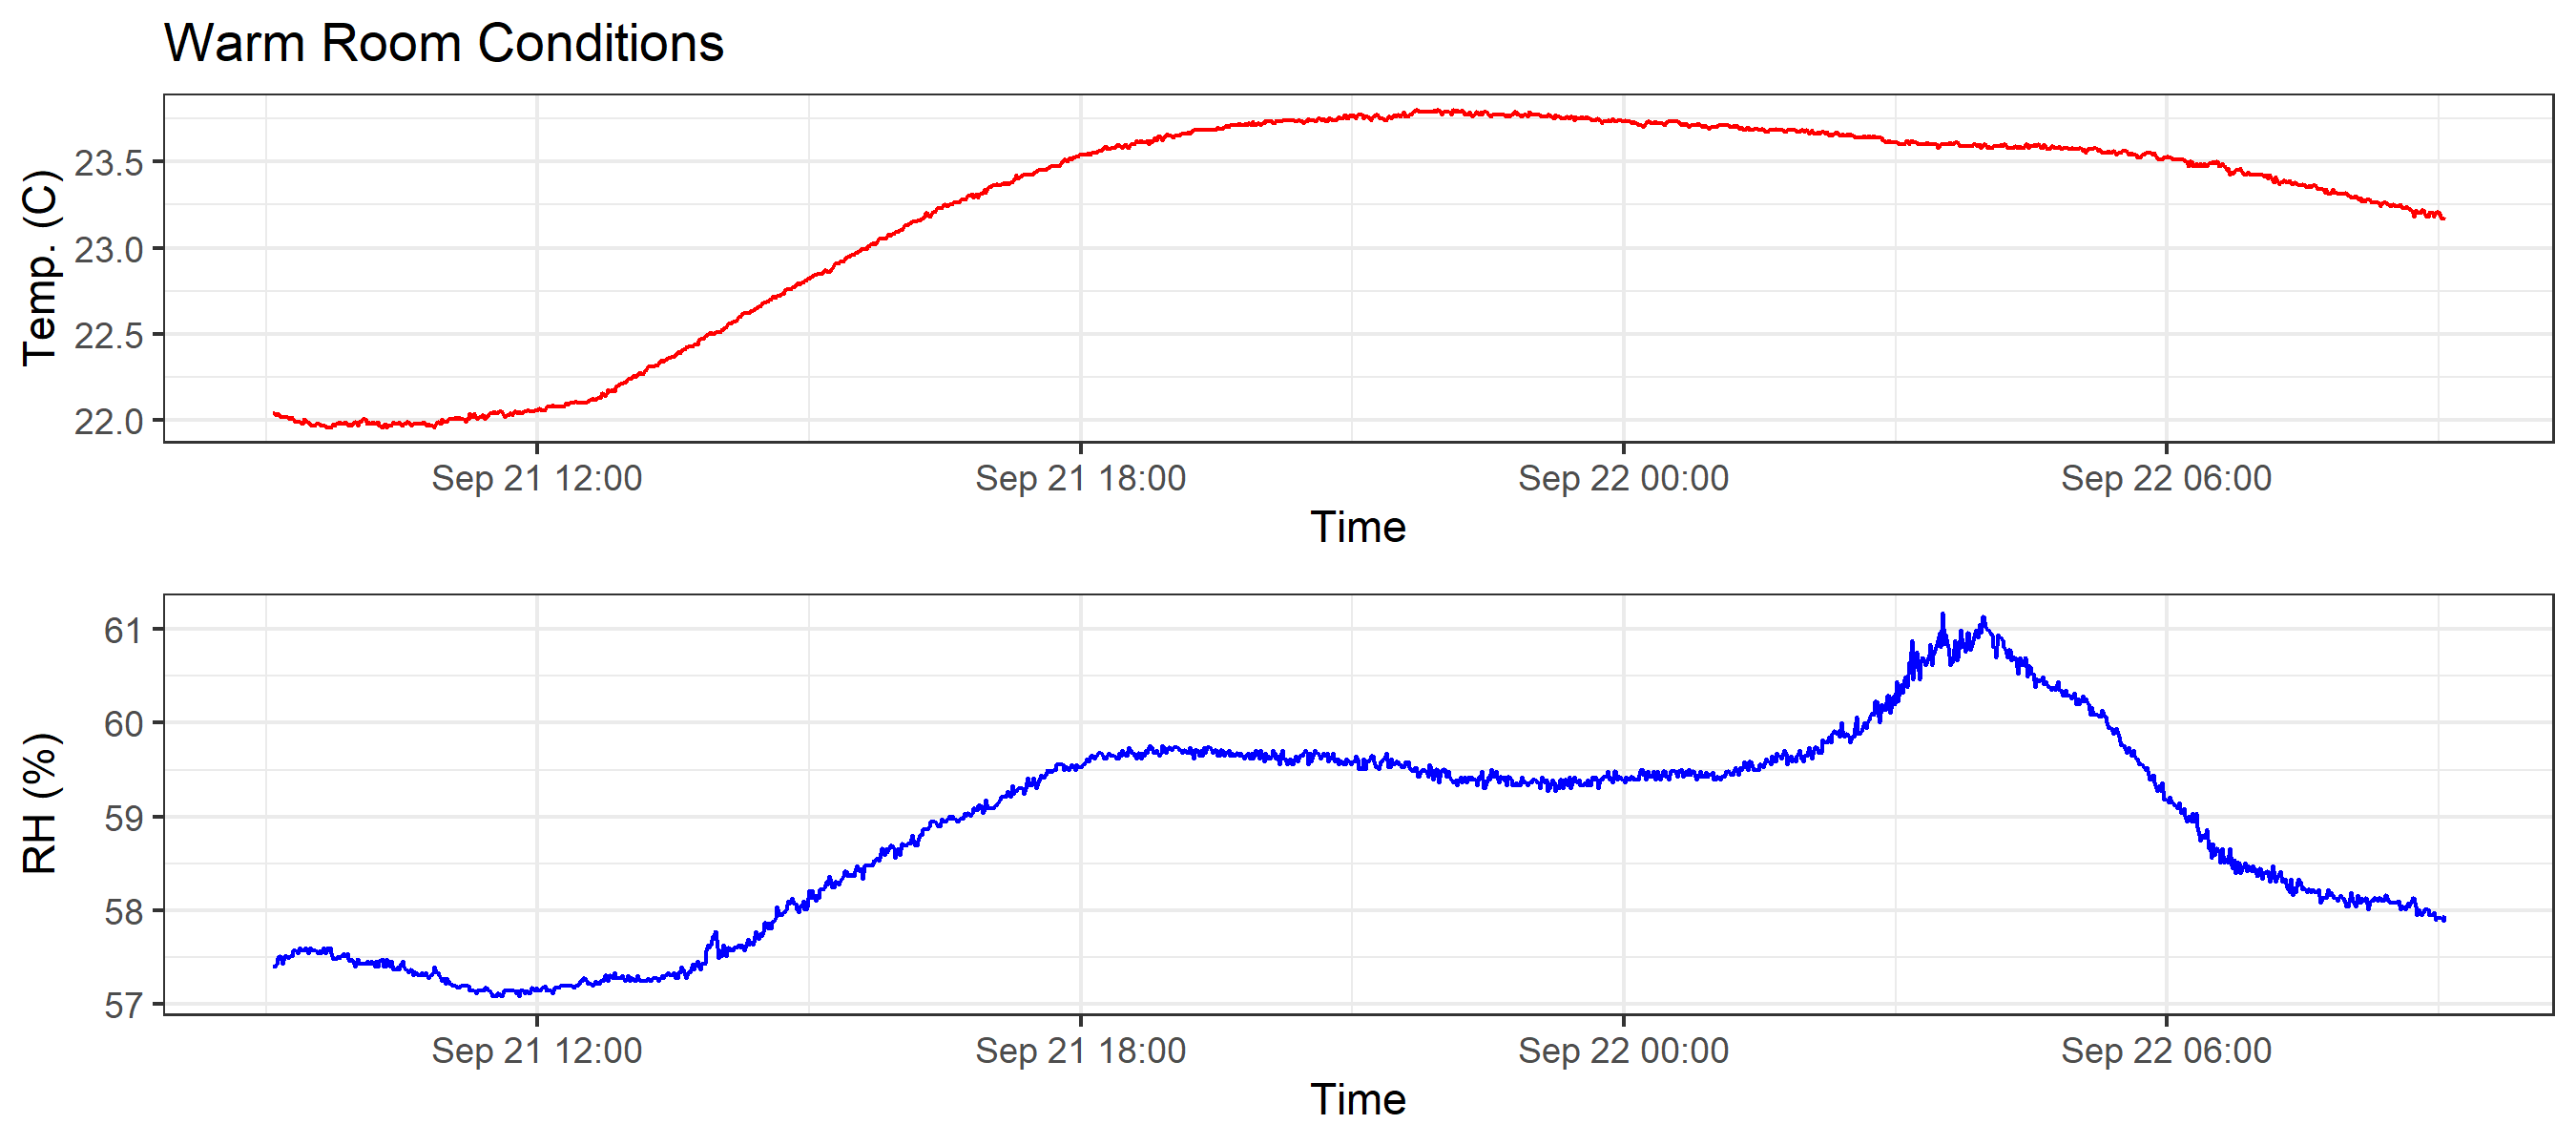 Warm Room Conditions
Temp. (C)
23.5
23.0
22.5
22.0
Sep 21 12:00 Sep 21 18:00 Sep 22 00:00 Sep 22 06:00
Time
RH (%)
61
60
59
58
57
Sep 21 12:00 Sep 21 18:00 Sep 22 00:00 Sep 22 06:00
Time